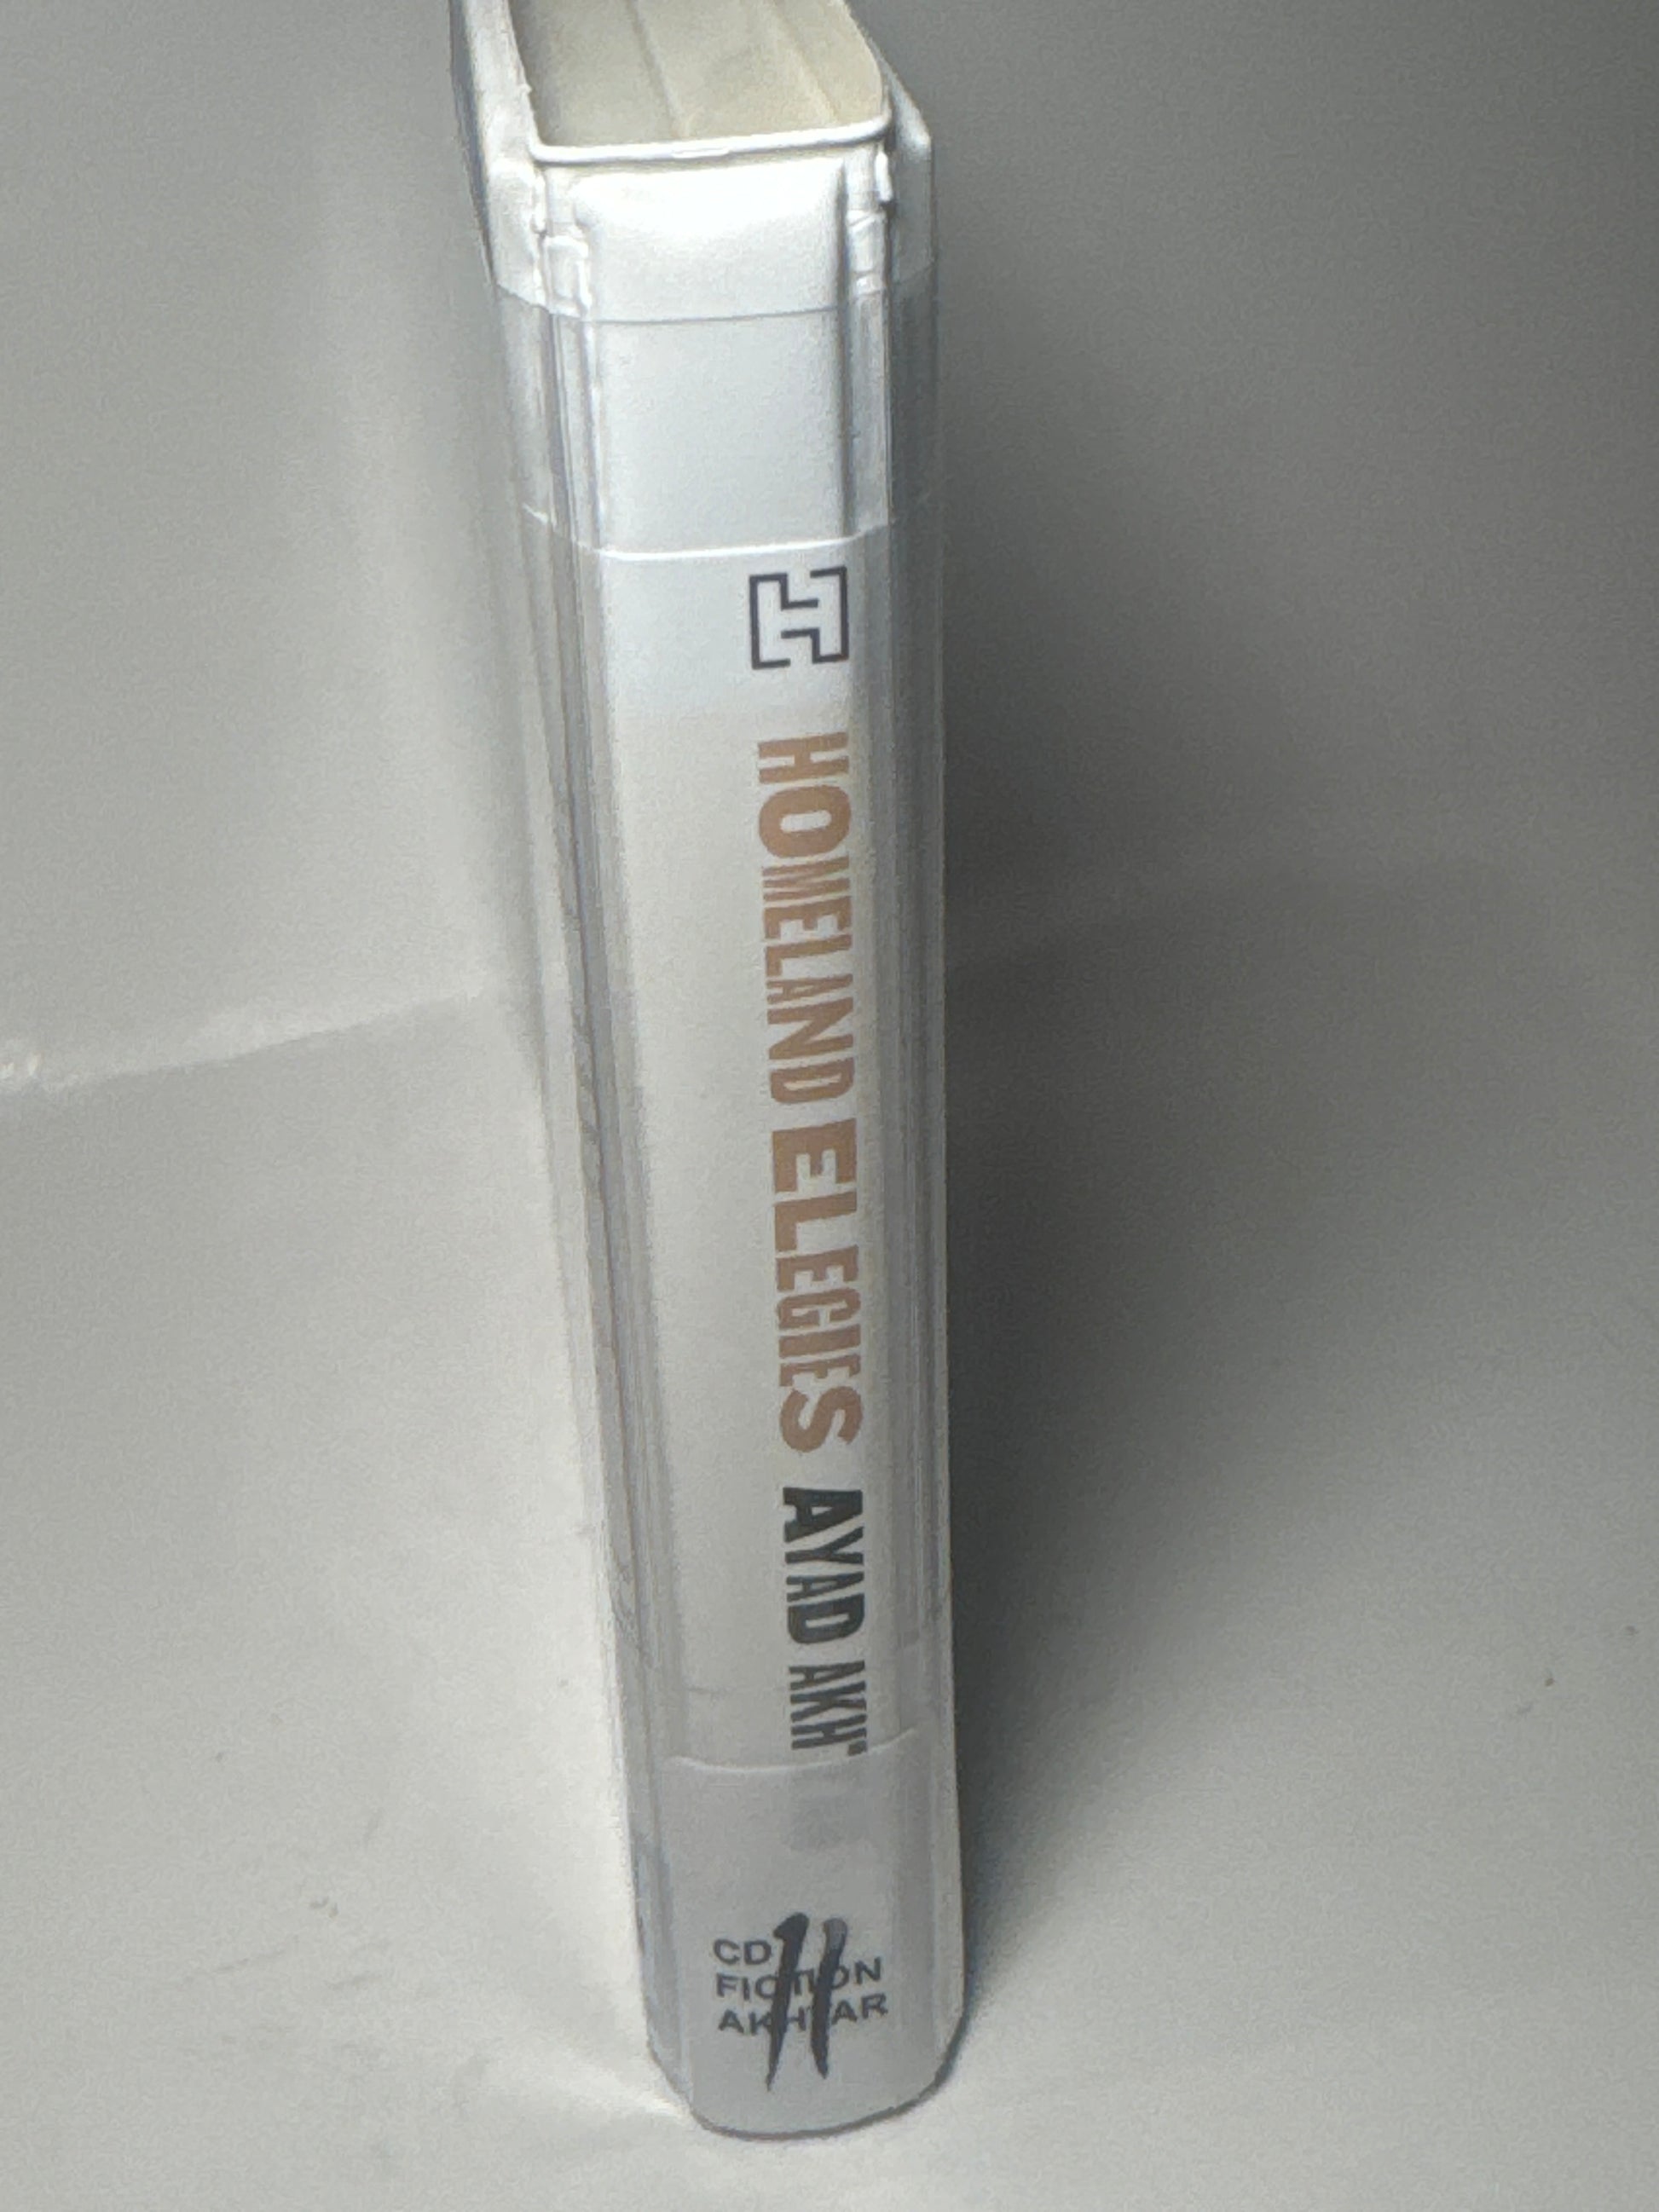 H
HOMELAND ELEGIES AYAD AKH
CD
FICTION
AKHTAR